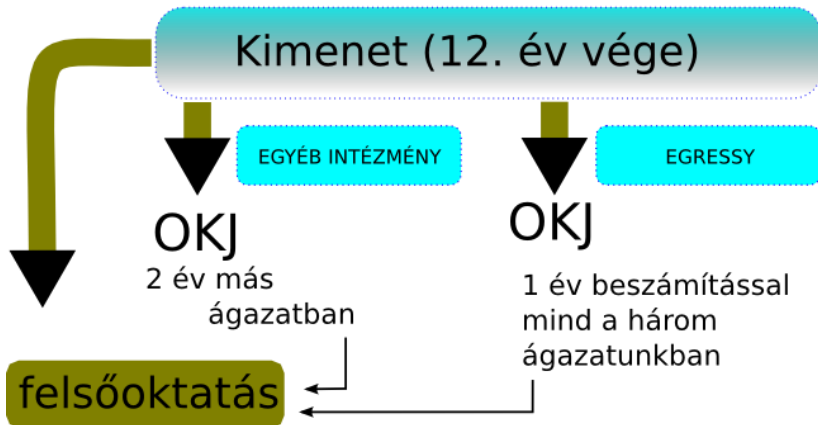 Kimenet (12. év vége)
EGYÉB INTÉZMÉNY
EGRESSY
OKJ
2 év más
ágazatban
OKJ
1 év beszámítással
mind a három
ágazatunkban
felsőoktatás